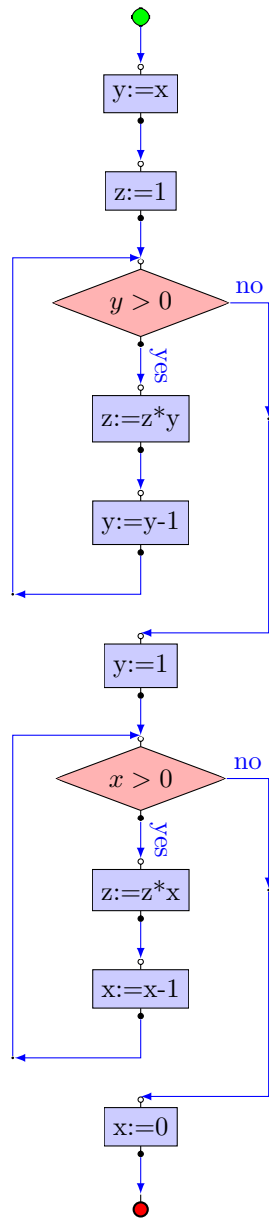 y:=x
z:=1
y > 0
no
yes
z:=z*y
y:=y-1
y:=1
x > 0
no
yes
z:=z*x
x:=x-1
x:=0